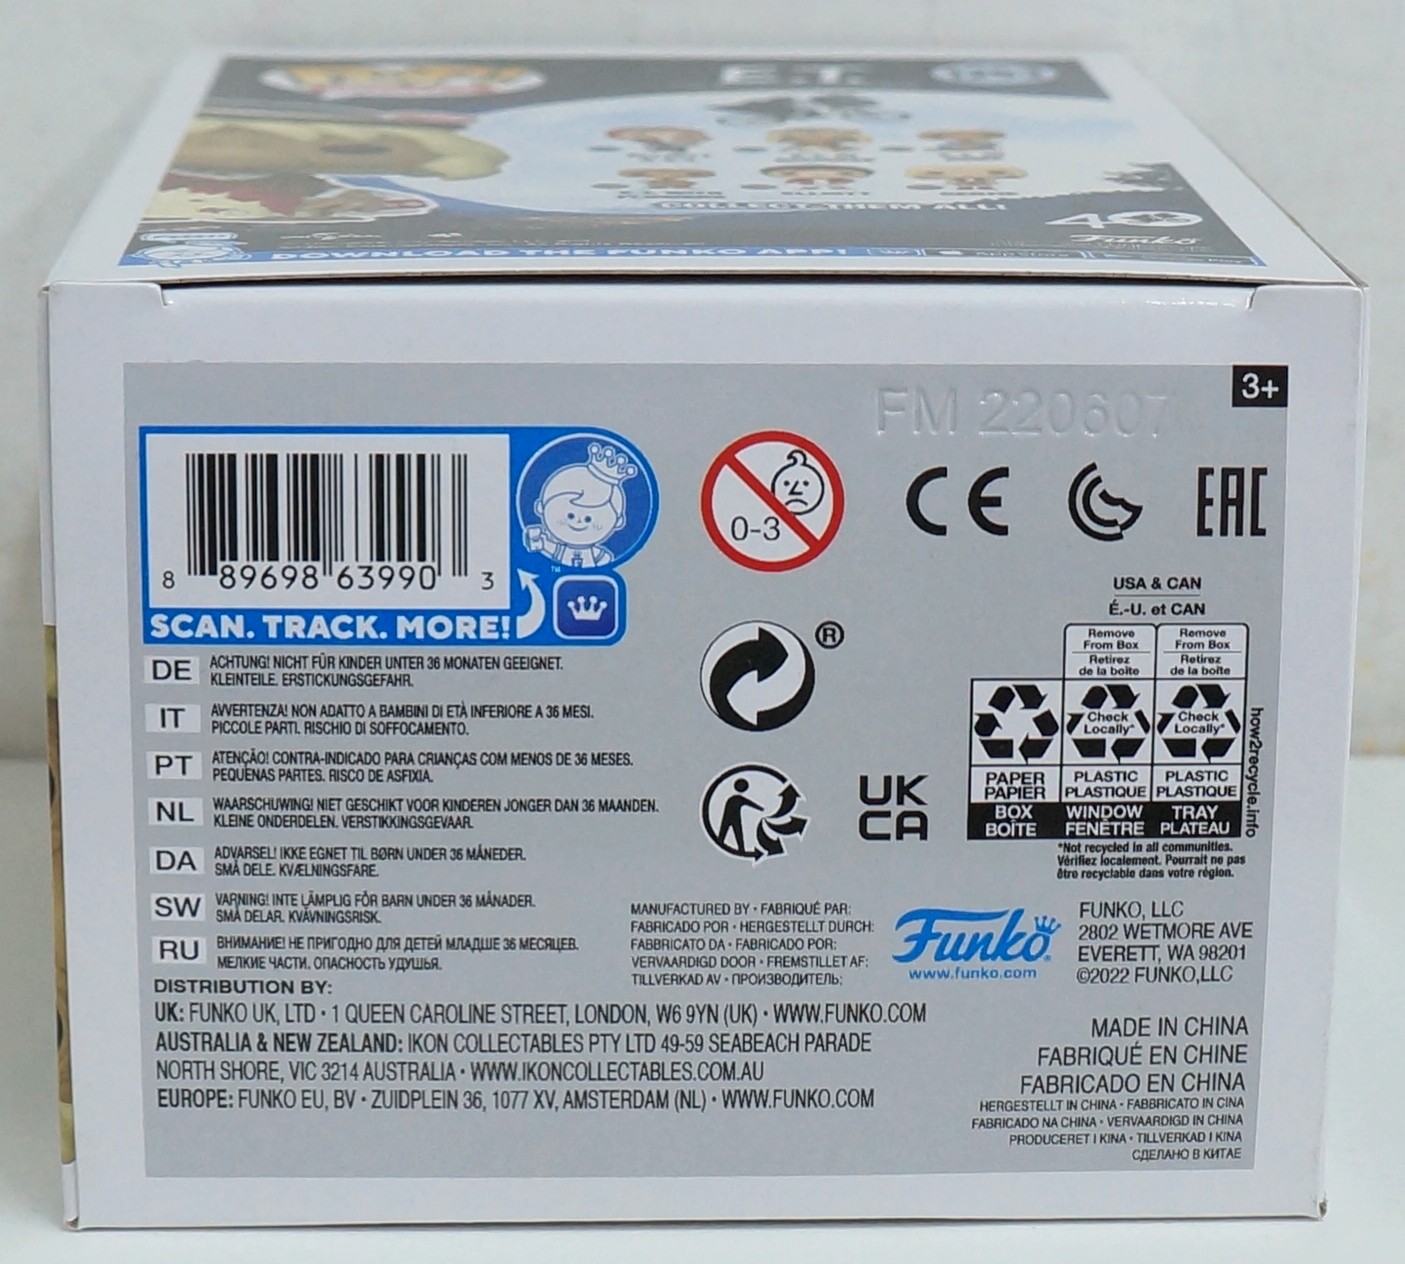 E.T.
COLLECT THEM ALL!
40
Funko
DOWNLOAD THE FUNKO APP!
FM 220607
3+
8 89698 63990 3
SCAN. TRACK. MORE!
0-3
CE
EAC
USA & CAN
É.-U. et CAN
Remove From Box
Retirez de la boîte
Remove From Box
Retirez de la boîte
Check Locally*
Check Locally*
PAPER PAPIER
PLASTIC PLASTIQUE
PLASTIC PLASTIQUE
BOX BOÎTE
WINDOW FENÊTRE
TRAY PLATEAU
how2recycle.info
*Not recycled in all communities.
Vérifiez localement. Pourrait ne pas
être recyclable dans votre région.
®
UK
CA
DE ACHTUNG! NICHT FÜR KINDER UNTER 36 MONATEN GEEIGNET.
KLEINTEILE. ERSTICKUNGSGEFAHR.
IT AVVERTENZA! NON ADATTO A BAMBINI DI ETÀ INFERIORE A 36 MESI.
PICCOLE PARTI. RISCHIO DI SOFFOCAMENTO.
PT ATENÇÃO! CONTRA-INDICADO PARA CRIANÇAS COM MENOS DE 36 MESES.
PEQUENAS PARTES. RISCO DE ASFIXIA.
NL WAARSCHUWING! NIET GESCHIKT VOOR KINDEREN JONGER DAN 36 MAANDEN.
KLEINE ONDERDELEN. VERSTIKKINGSGEVAAR.
DA ADVARSEL! IKKE EGNET TIL BØRN UNDER 36 MÅNEDER.
SMÅ DELE. KVÆLNINGSFARE.
SW VARNING! INTE LÄMPLIG FÖR BARN UNDER 36 MÅNADER.
SMÅ DELAR. KVÄVNINGSRISK.
RU ВНИМАНИЕ! НЕ ПРИГОДНО ДЛЯ ДЕТЕЙ МЛАДШЕ 36 МЕСЯЦЕВ.
МЕЛКИЕ ЧАСТИ. ОПАСНОСТЬ УДУШЬЯ.
MANUFACTURED BY • FABRIQUÉ PAR:
FABRICADO POR • HERGESTELLT DURCH:
FABBRICATO DA • FABRICADO POR:
VERVAARDIGD DOOR • FREMSTILLET AF:
TILLVERKAD AV • ПРОИЗВОДИТЕЛЬ:
Funko®
www.funko.com
FUNKO, LLC
2802 WETMORE AVE
EVERETT, WA 98201
©2022 FUNKO,LLC
DISTRIBUTION BY:
UK: FUNKO UK, LTD • 1 QUEEN CAROLINE STREET, LONDON, W6 9YN (UK) • WWW.FUNKO.COM
AUSTRALIA & NEW ZEALAND: IKON COLLECTABLES PTY LTD 49-59 SEABEACH PARADE
NORTH SHORE, VIC 3214 AUSTRALIA • WWW.IKONCOLLECTABLES.COM.AU
EUROPE: FUNKO EU, BV • ZUIDPLEIN 36, 1077 XV, AMSTERDAM (NL) • WWW.FUNKO.COM
MADE IN CHINA
FABRIQUÉ EN CHINE
FABRICADO EN CHINA
HERGESTELLT IN CHINA • FABBRICATO IN CINA
FABRICADO NA CHINA • VERVAARDIGD IN CHINA
PRODUCERET I KINA • TILLVERKAD I KINA
СДЕЛАНО В КИТАЕ